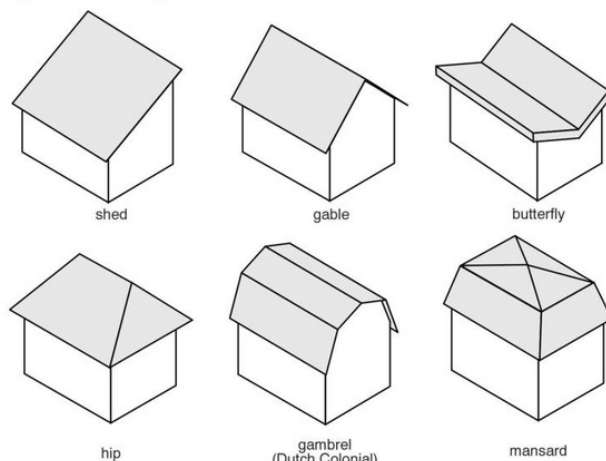 shed
gable
butterfly
hip
gambrel
(Dutch Colonial)
mansard